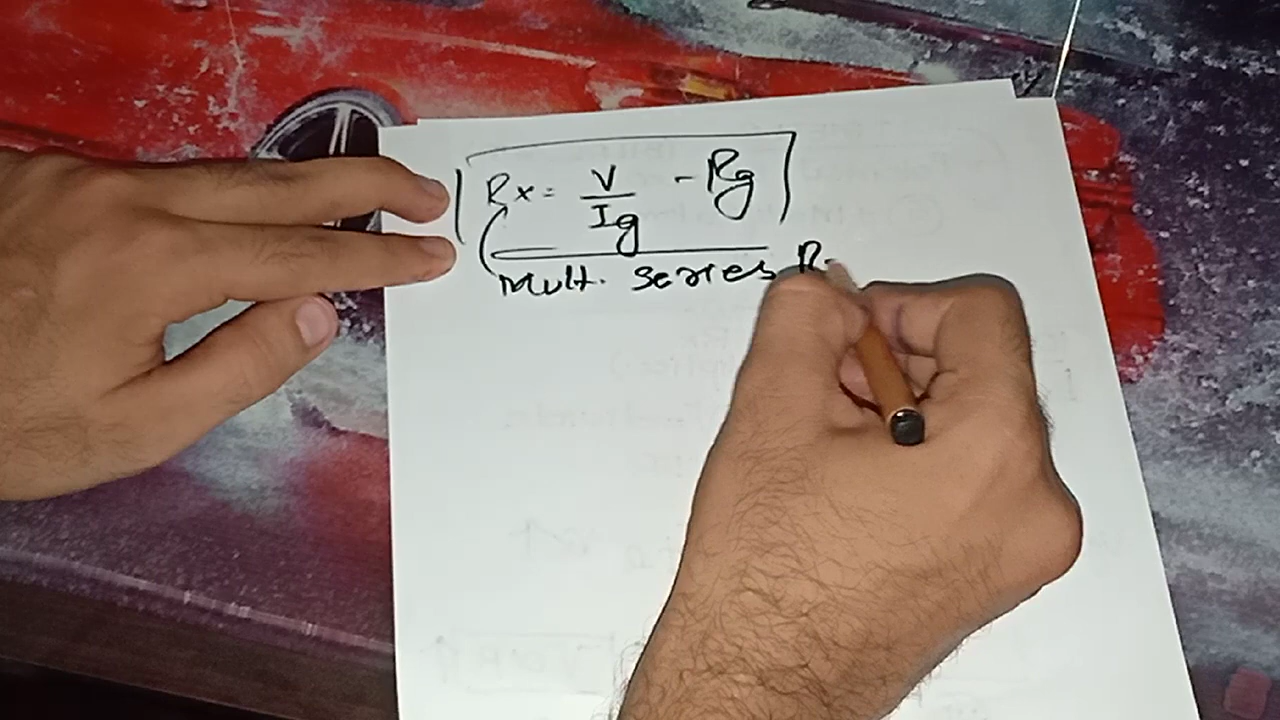 Rx = V/Ig - Rg
Mult. series R